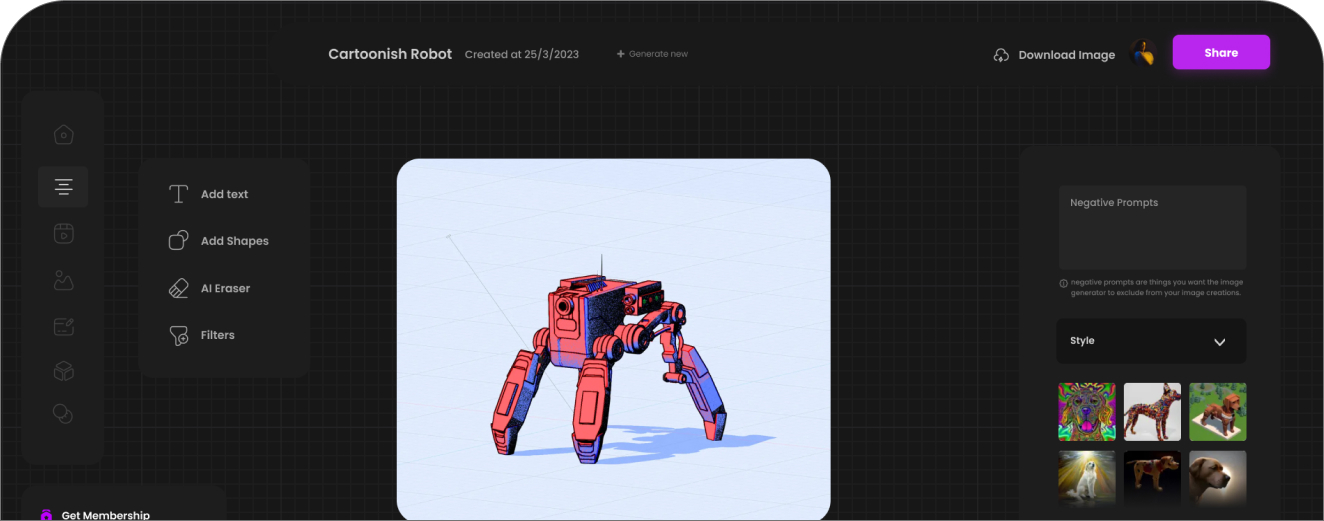 Cartoonish Robot Created at 25/3/2023 Generate new Download Image Share
Add text
Add Shapes
AI Eraser
Filters
Negative Prompts
negative prompts are things you want the image
generator to exclude from your image creations.
Style
Get Membership